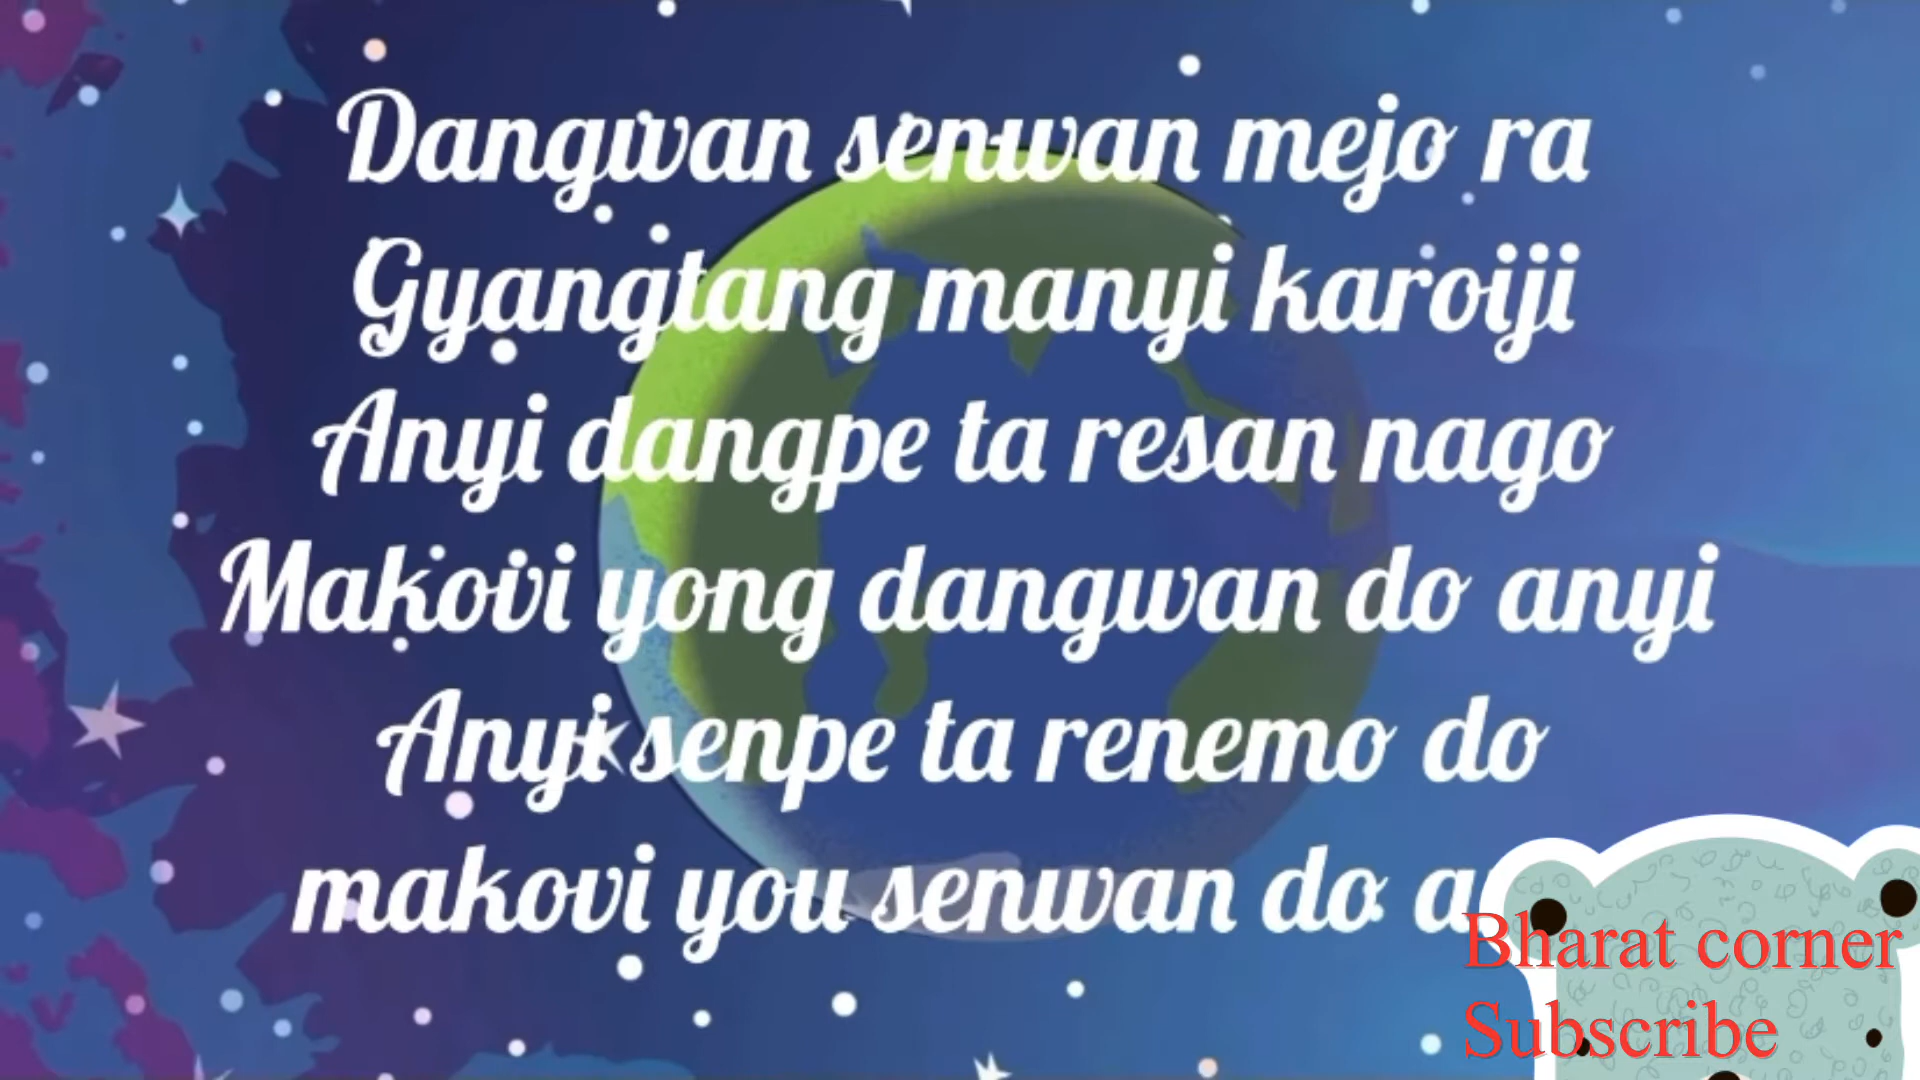 Dangwan senwan mejo ra
Gyangtang manyi karoiji
Anyi dangpe ta resan nago
Makovi yong dangwan do anyi
Anyi senpe ta renemo do
makovi you senwan do
Bharat corner
Subscribe